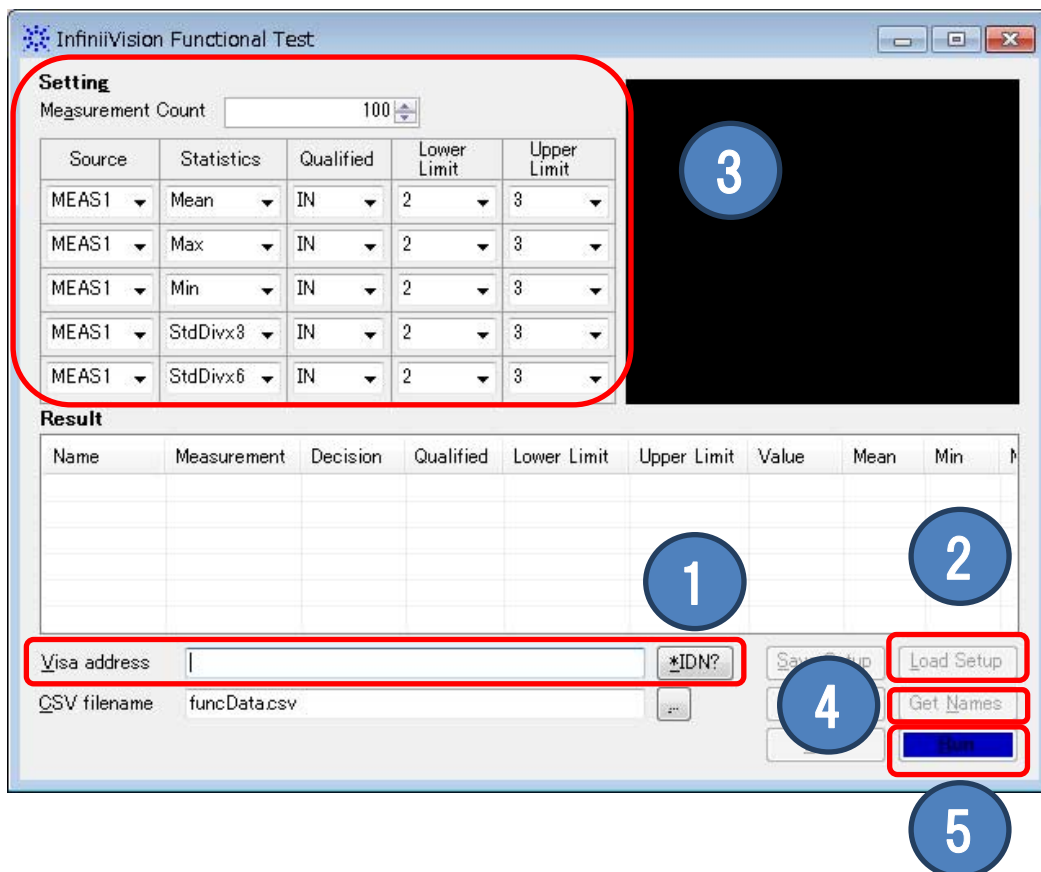 InfiniiVision Functional Test
Setting
Measurement Count 100
Source Statistics Qualified Lower Limit Upper Limit
MEAS1 Mean IN 2 3
MEAS1 Max IN 2 3
MEAS1 Min IN 2 3
MEAS1 StdDivx3 IN 2 3
MEAS1 StdDivx6 IN 2 3
3
Result
Name Measurement Decision Qualified Lower Limit Upper Limit Value Mean Min
1
2
Visa address *IDN? Save Setup Load Setup
CSV filename funcData.csv ... 4 Get Names
Run
5